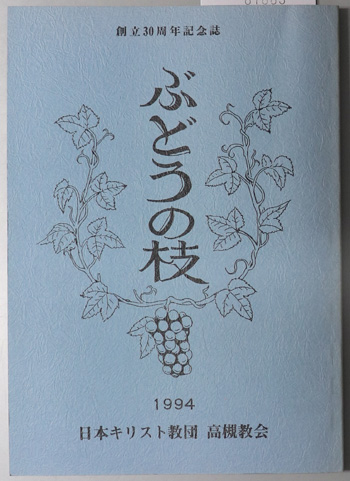 創立30周年記念誌
ぶどうの枝
1994
日本キリスト教団 高槻教会